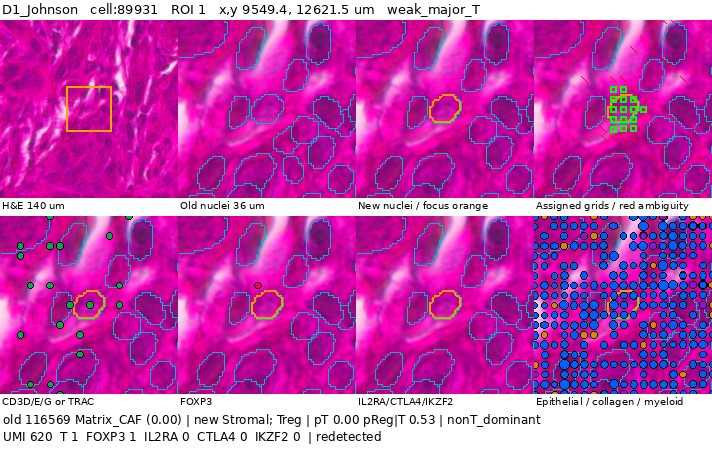 D1_Johnson cell:89931 ROI 1 x,y 9549.4, 12621.5 um weak_major_T
H&E 140 um
Old nuclei 36 um
New nuclei / focus orange
Assigned grids / red ambiguity
CD3D/E/G or TRAC
FOXP3
IL2RA/CTLA4/IKZF2
Epithelial / collagen / myeloid
old 116569 Matrix_CAF (0.00) | new Stromal; Treg | pT 0.00 pReg|T 0.53 | nonT_dominant
UMI 620 T 1 FOXP3 1 IL2RA 0 CTLA4 0 IKZF2 0 | redetected